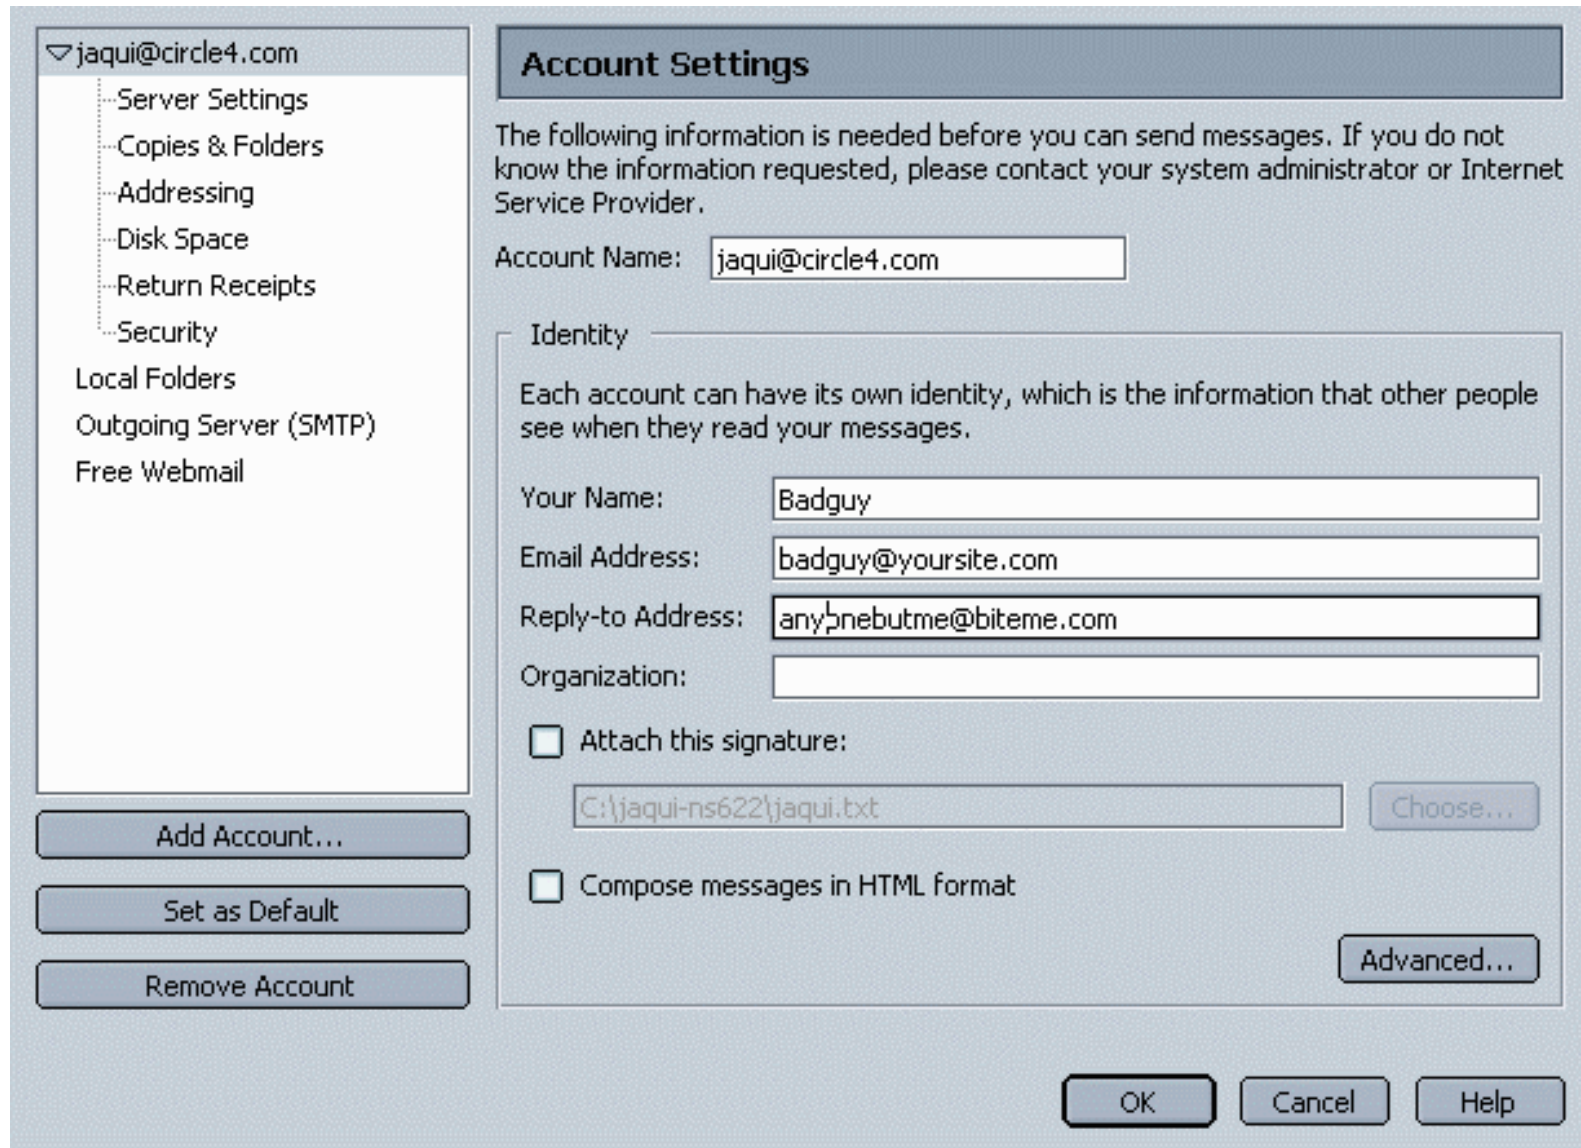 jaqui@circle4.com
Server Settings
Copies & Folders
Addressing
Disk Space
Return Receipts
Security
Local Folders
Outgoing Server (SMTP)
Free Webmail
Add Account...
Set as Default
Remove Account
Account Settings
The following information is needed before you can send messages. If you do not
know the information requested, please contact your system administrator or Internet
Service Provider.
Account Name: jaqui@circle4.com
Identity
Each account can have its own identity, which is the information that other people
see when they read your messages.
Your Name: Badguy
Email Address: badguy@yoursite.com
Reply-to Address: anyonebutme@biteme.com
Organization:
Attach this signature:
C:\jaqui-ns622\jaqui.txt Choose...
Compose messages in HTML format
Advanced...
OK Cancel Help